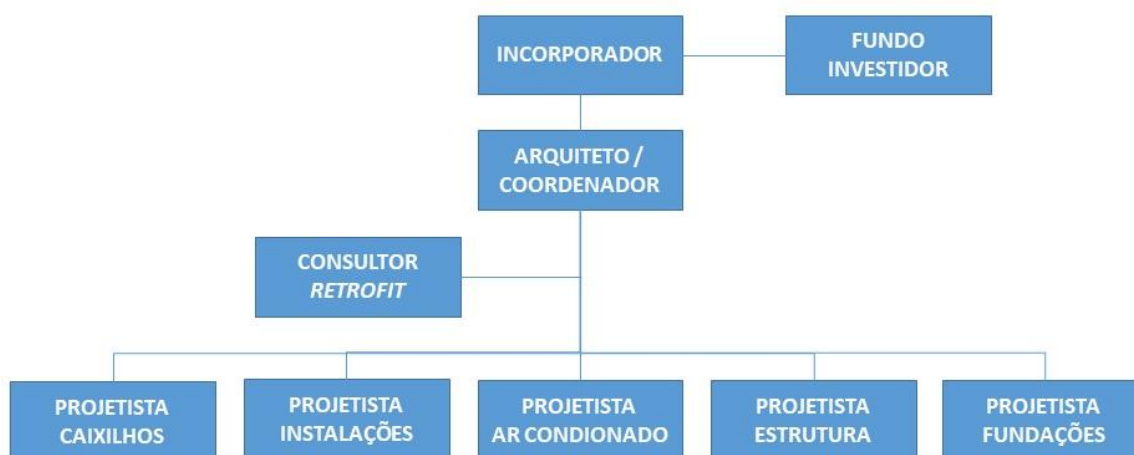 INCORPORADOR
FUNDO
INVESTIDOR
ARQUITETO /
COORDENADOR
CONSULTOR
RETROFIT
PROJETISTA
CAIXILHOS
PROJETISTA
INSTALAÇÕES
PROJETISTA
AR CONDIONADO
PROJETISTA
ESTRUTURA
PROJETISTA
FUNDAÇÕES